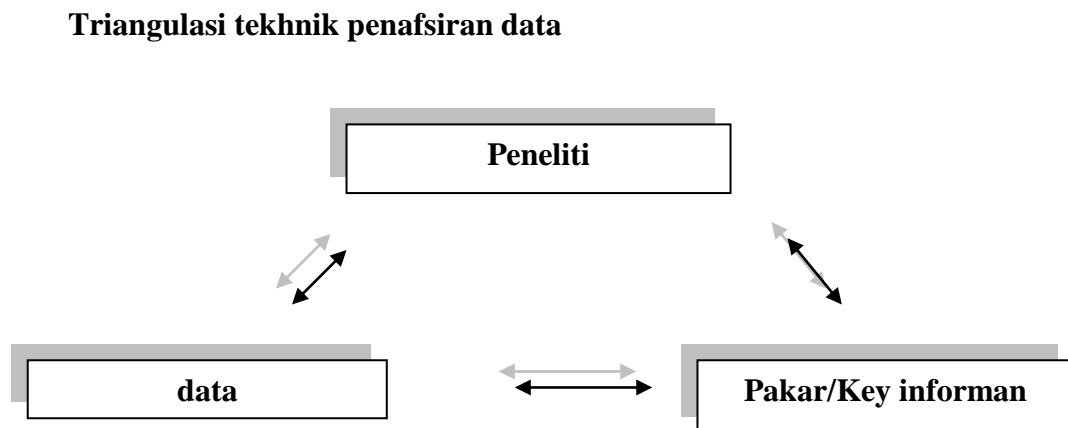 Triangulasi tekhnik penafsiran data
Peneliti
data
Pakar/Key informan